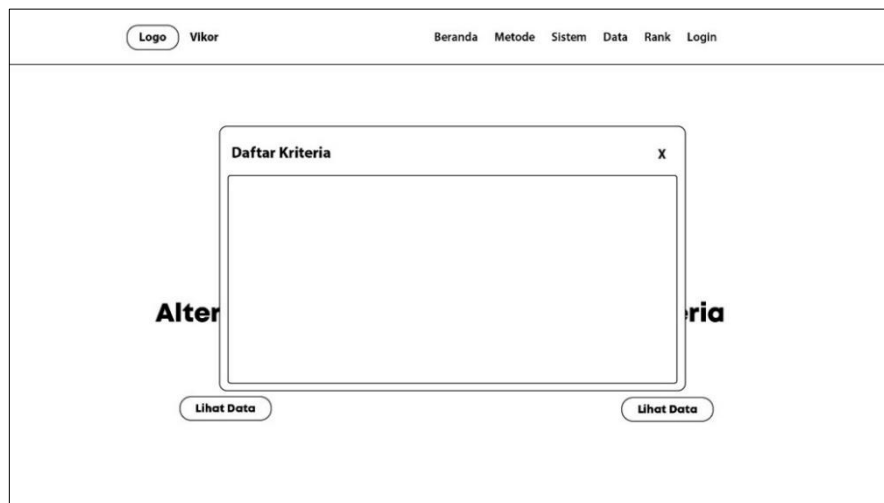 Logo Vikor Beranda Metode Sistem Data Rank Login
Daftar Kriteria X
Alter ria
Lihat Data Lihat Data